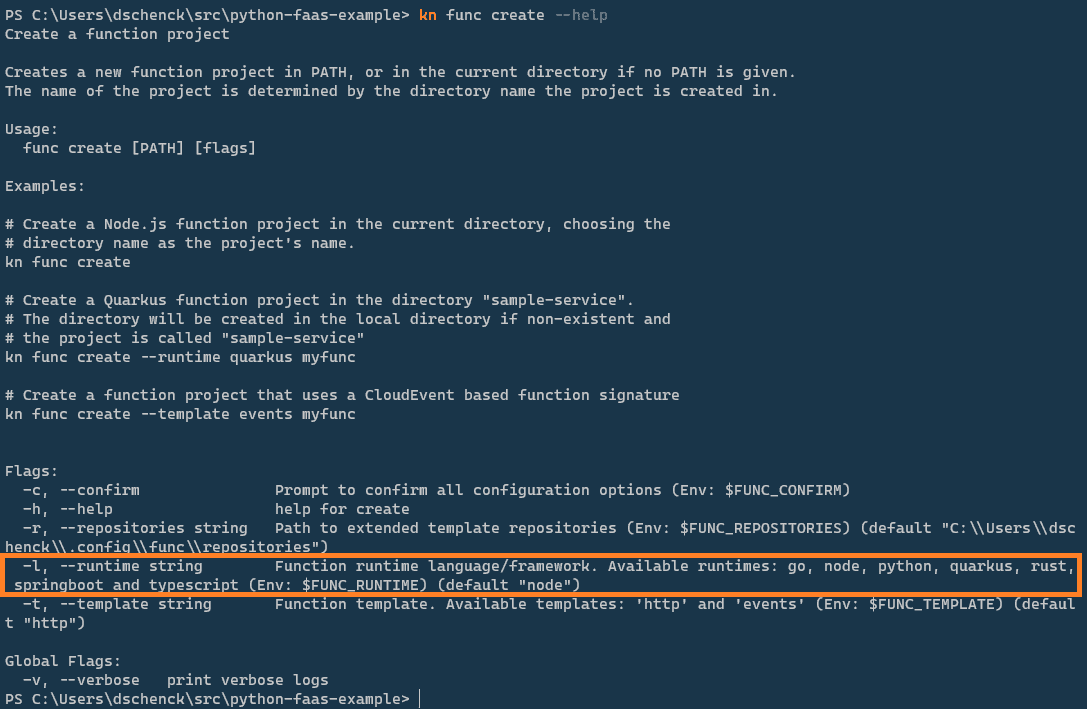 PS C:\Users\dschenck\src\python-faas-example> kn func create --help
Create a function project
Creates a new function project in PATH, or in the current directory if no PATH is given.
The name of the project is determined by the directory name the project is created in.
Usage:
  func create [PATH] [flags]
Examples:
# Create a Node.js function project in the current directory, choosing the
# directory name as the project's name.
kn func create
# Create a Quarkus function project in the directory "sample-service".
# The directory will be created in the local directory if non-existent and
# the project is called "sample-service"
kn func create --runtime quarkus myfunc
# Create a function project that uses a CloudEvent based function signature
kn func create --template events myfunc
Flags:
  -c, --confirm               Prompt to confirm all configuration options (Env: $FUNC_CONFIRM)
  -h, --help                  help for create
  -r, --repositories string   Path to extended template repositories (Env: $FUNC_REPOSITORIES) (default "C:\\Users\\dsc
henck\\.config\\func\\repositories")
  -l, --runtime string        Function runtime language/framework. Available runtimes: go, node, python, quarkus, rust,
 springboot and typescript (Env: $FUNC_RUNTIME) (default "node")
  -t, --template string       Function template. Available templates: 'http' and 'events' (Env: $FUNC_TEMPLATE) (defaul
t "http")
Global Flags:
  -v, --verbose   print verbose logs
PS C:\Users\dschenck\src\python-faas-example>